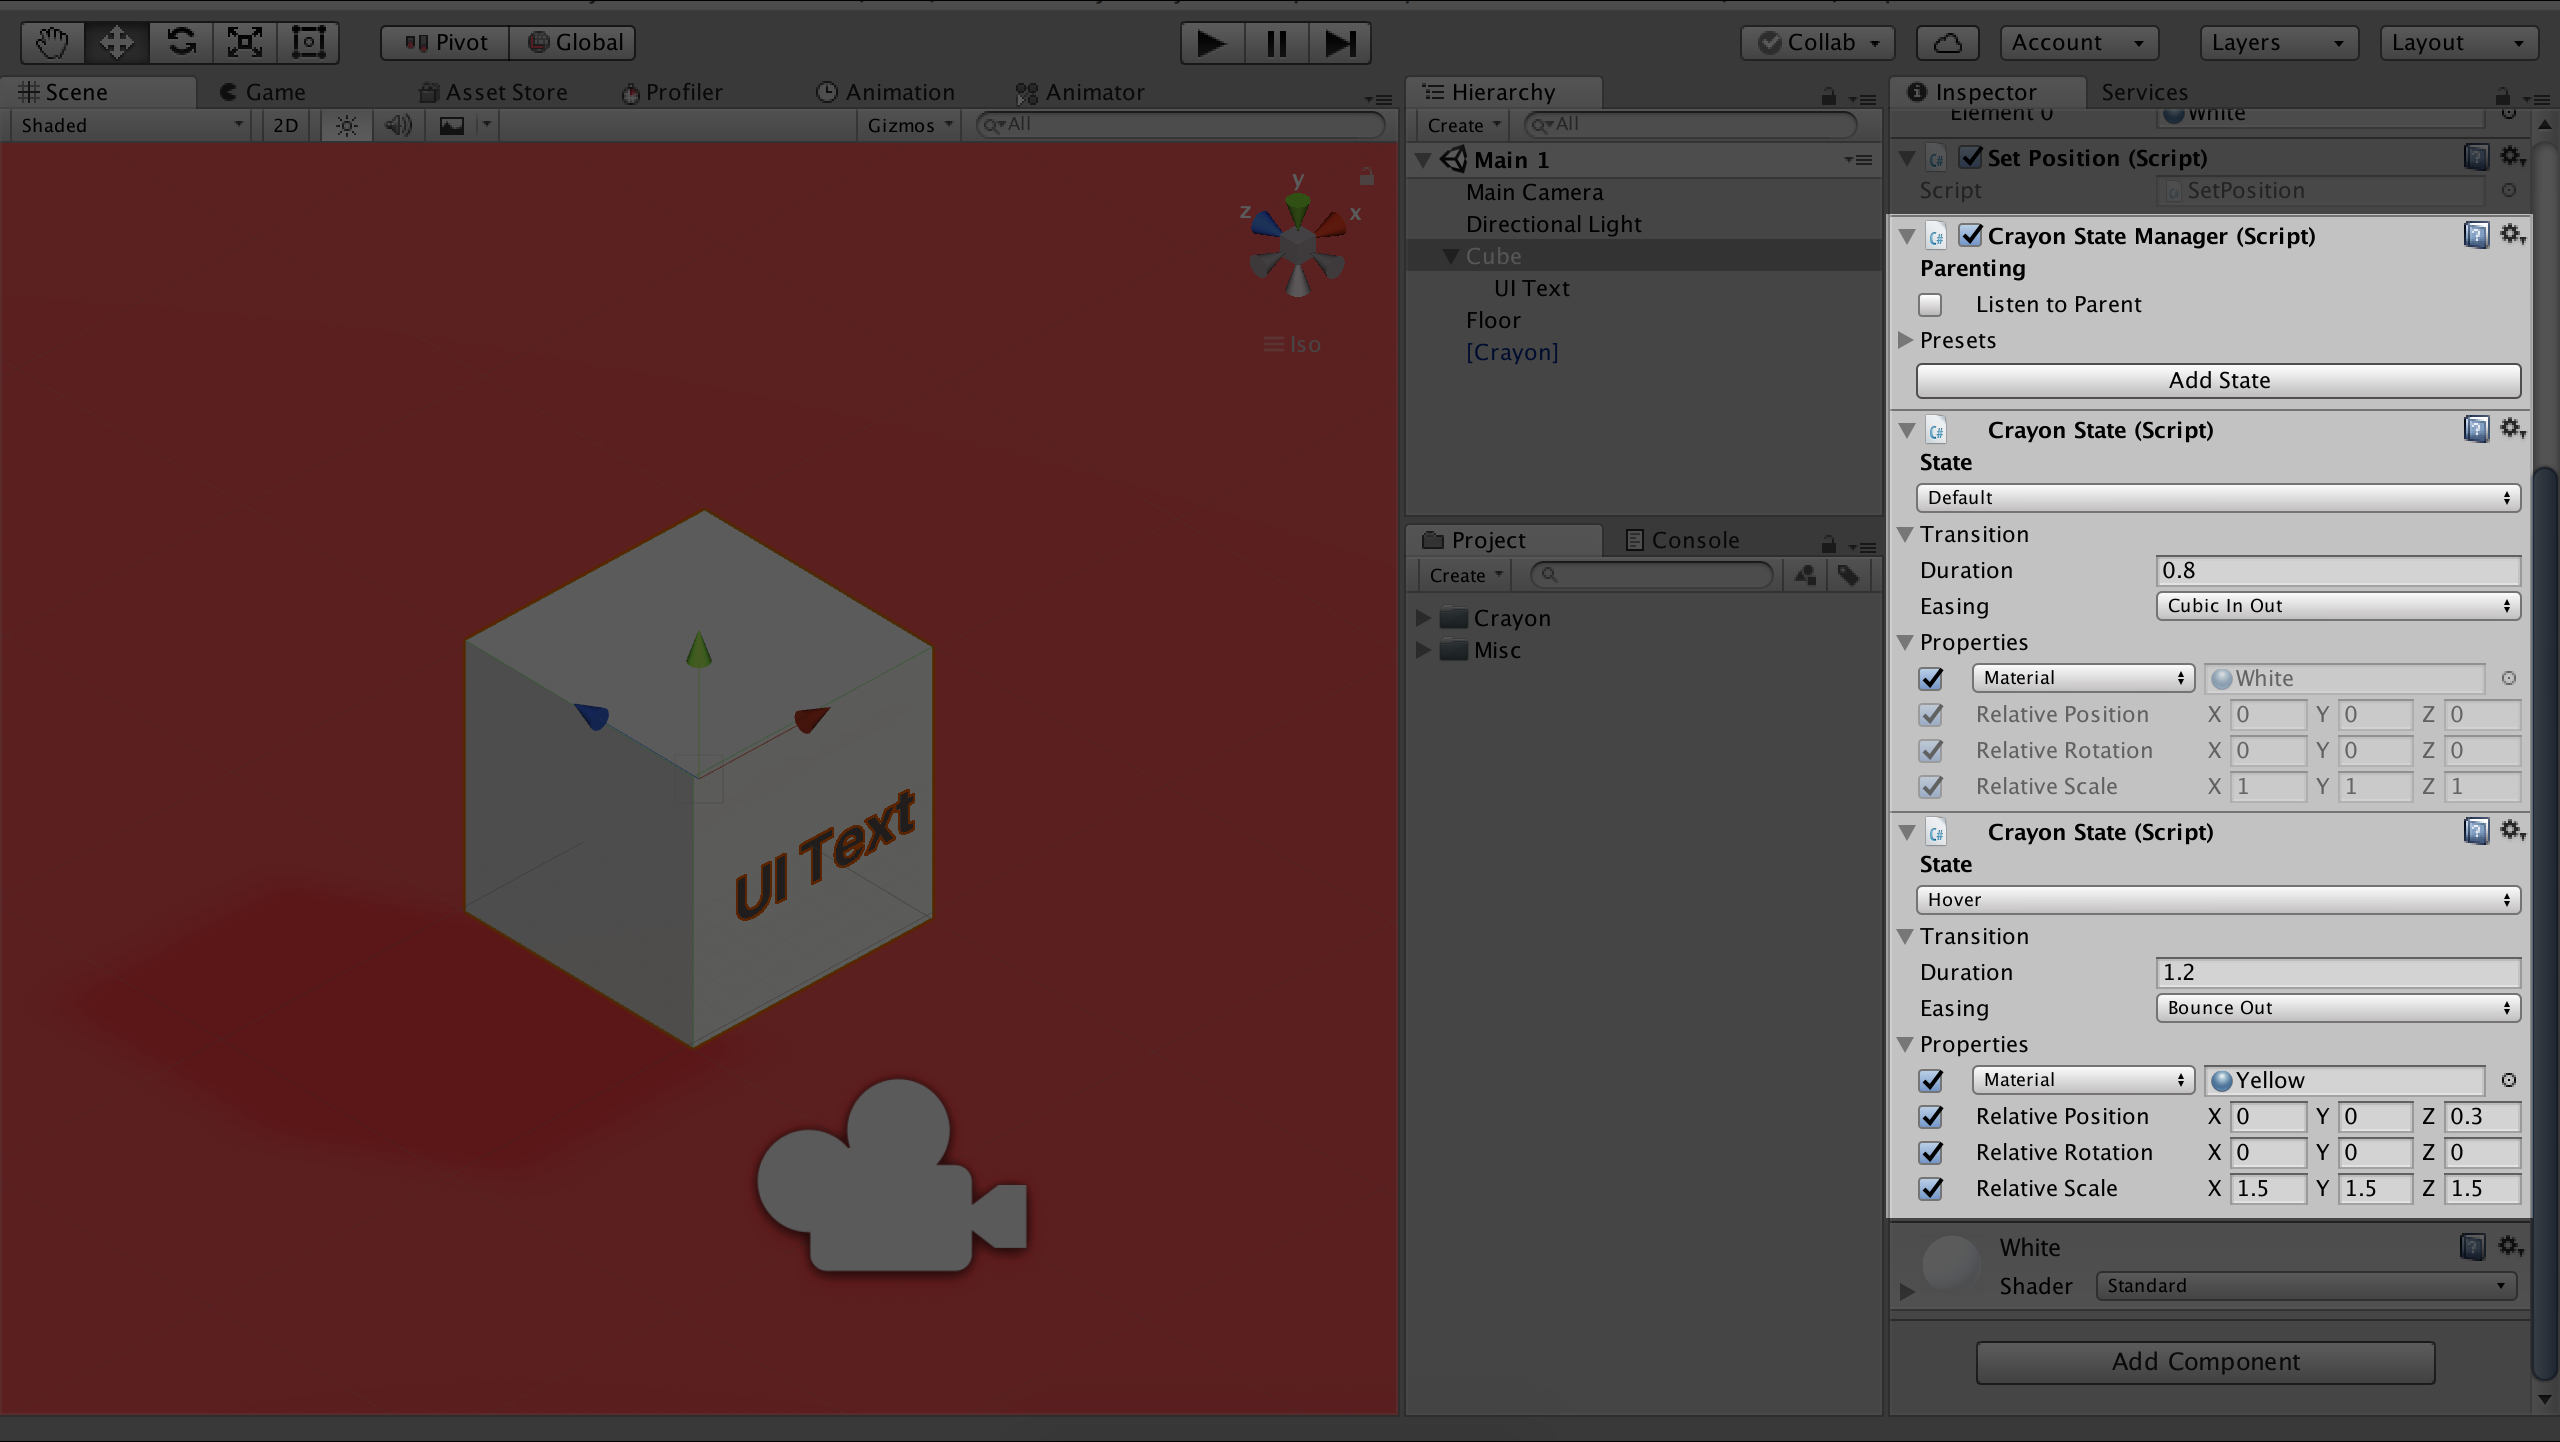 Pivot Global Collab Account Layers Layout
Scene Game Asset Store Profiler Animation Animator
Shaded 2D Gizmos All
y
z x
Iso
UI Text
Hierarchy
Create All
Main 1
Main Camera
Directional Light
Cube
UI Text
Floor
[Crayon]
Project Console
Create
Crayon
Misc
Inspector Services
Element 0 White
Set Position (Script)
Script SetPosition
Crayon State Manager (Script)
Parenting
Listen to Parent
Presets
Add State
Crayon State (Script)
State
Default
Transition
Duration 0.8
Easing Cubic In Out
Properties
Material White
Relative Position X 0 Y 0 Z 0
Relative Rotation X 0 Y 0 Z 0
Relative Scale X 1 Y 1 Z 1
Crayon State (Script)
State
Hover
Transition
Duration 1.2
Easing Bounce Out
Properties
Material Yellow
Relative Position X 0 Y 0 Z 0.3
Relative Rotation X 0 Y 0 Z 0
Relative Scale X 1.5 Y 1.5 Z 1.5
White
Shader Standard
Add Component